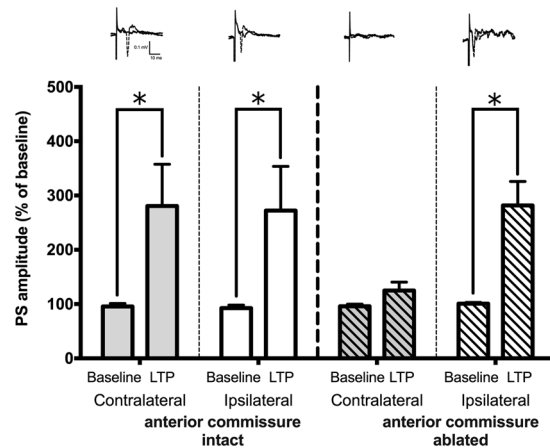 0.1 mV
10 ms
PS amplitude (% of baseline)
500
400
300
200
100
0
* * *
Baseline LTP Baseline LTP Baseline LTP Baseline LTP
Contralateral Ipsilateral Contralateral Ipsilateral
anterior commissure anterior commissure
intact ablated